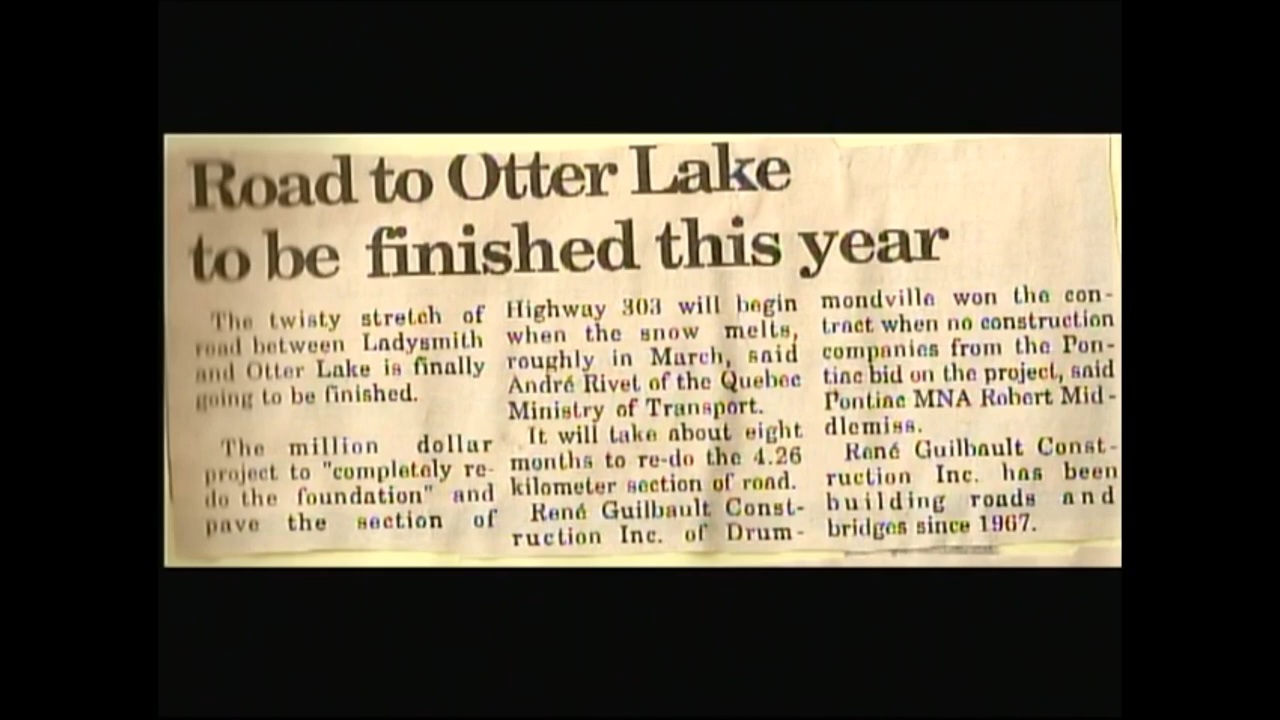 Road to Otter Lake
to be finished this year
The twisty stretch of
road between Ladysmith
and Otter Lake is finally
going to be finished.
The million dollar
project to "completely re-
do the foundation" and
pave the section of
Highway 303 will begin
when the snow melts,
roughly in March, said
André Rivet of the Quebec
Ministry of Transport.
It will take about eight
months to re-do the 4.26
kilometer section of road.
René Guilbault Const-
ruction Inc. of Drum-
mondville won the con-
tract when no construction
companies from the Pon-
tiac bid on the project, said
Pontiac MNA Robert Mid-
dlemiss.
René Guilbault Const-
ruction Inc. has been
building roads and
bridges since 1967.